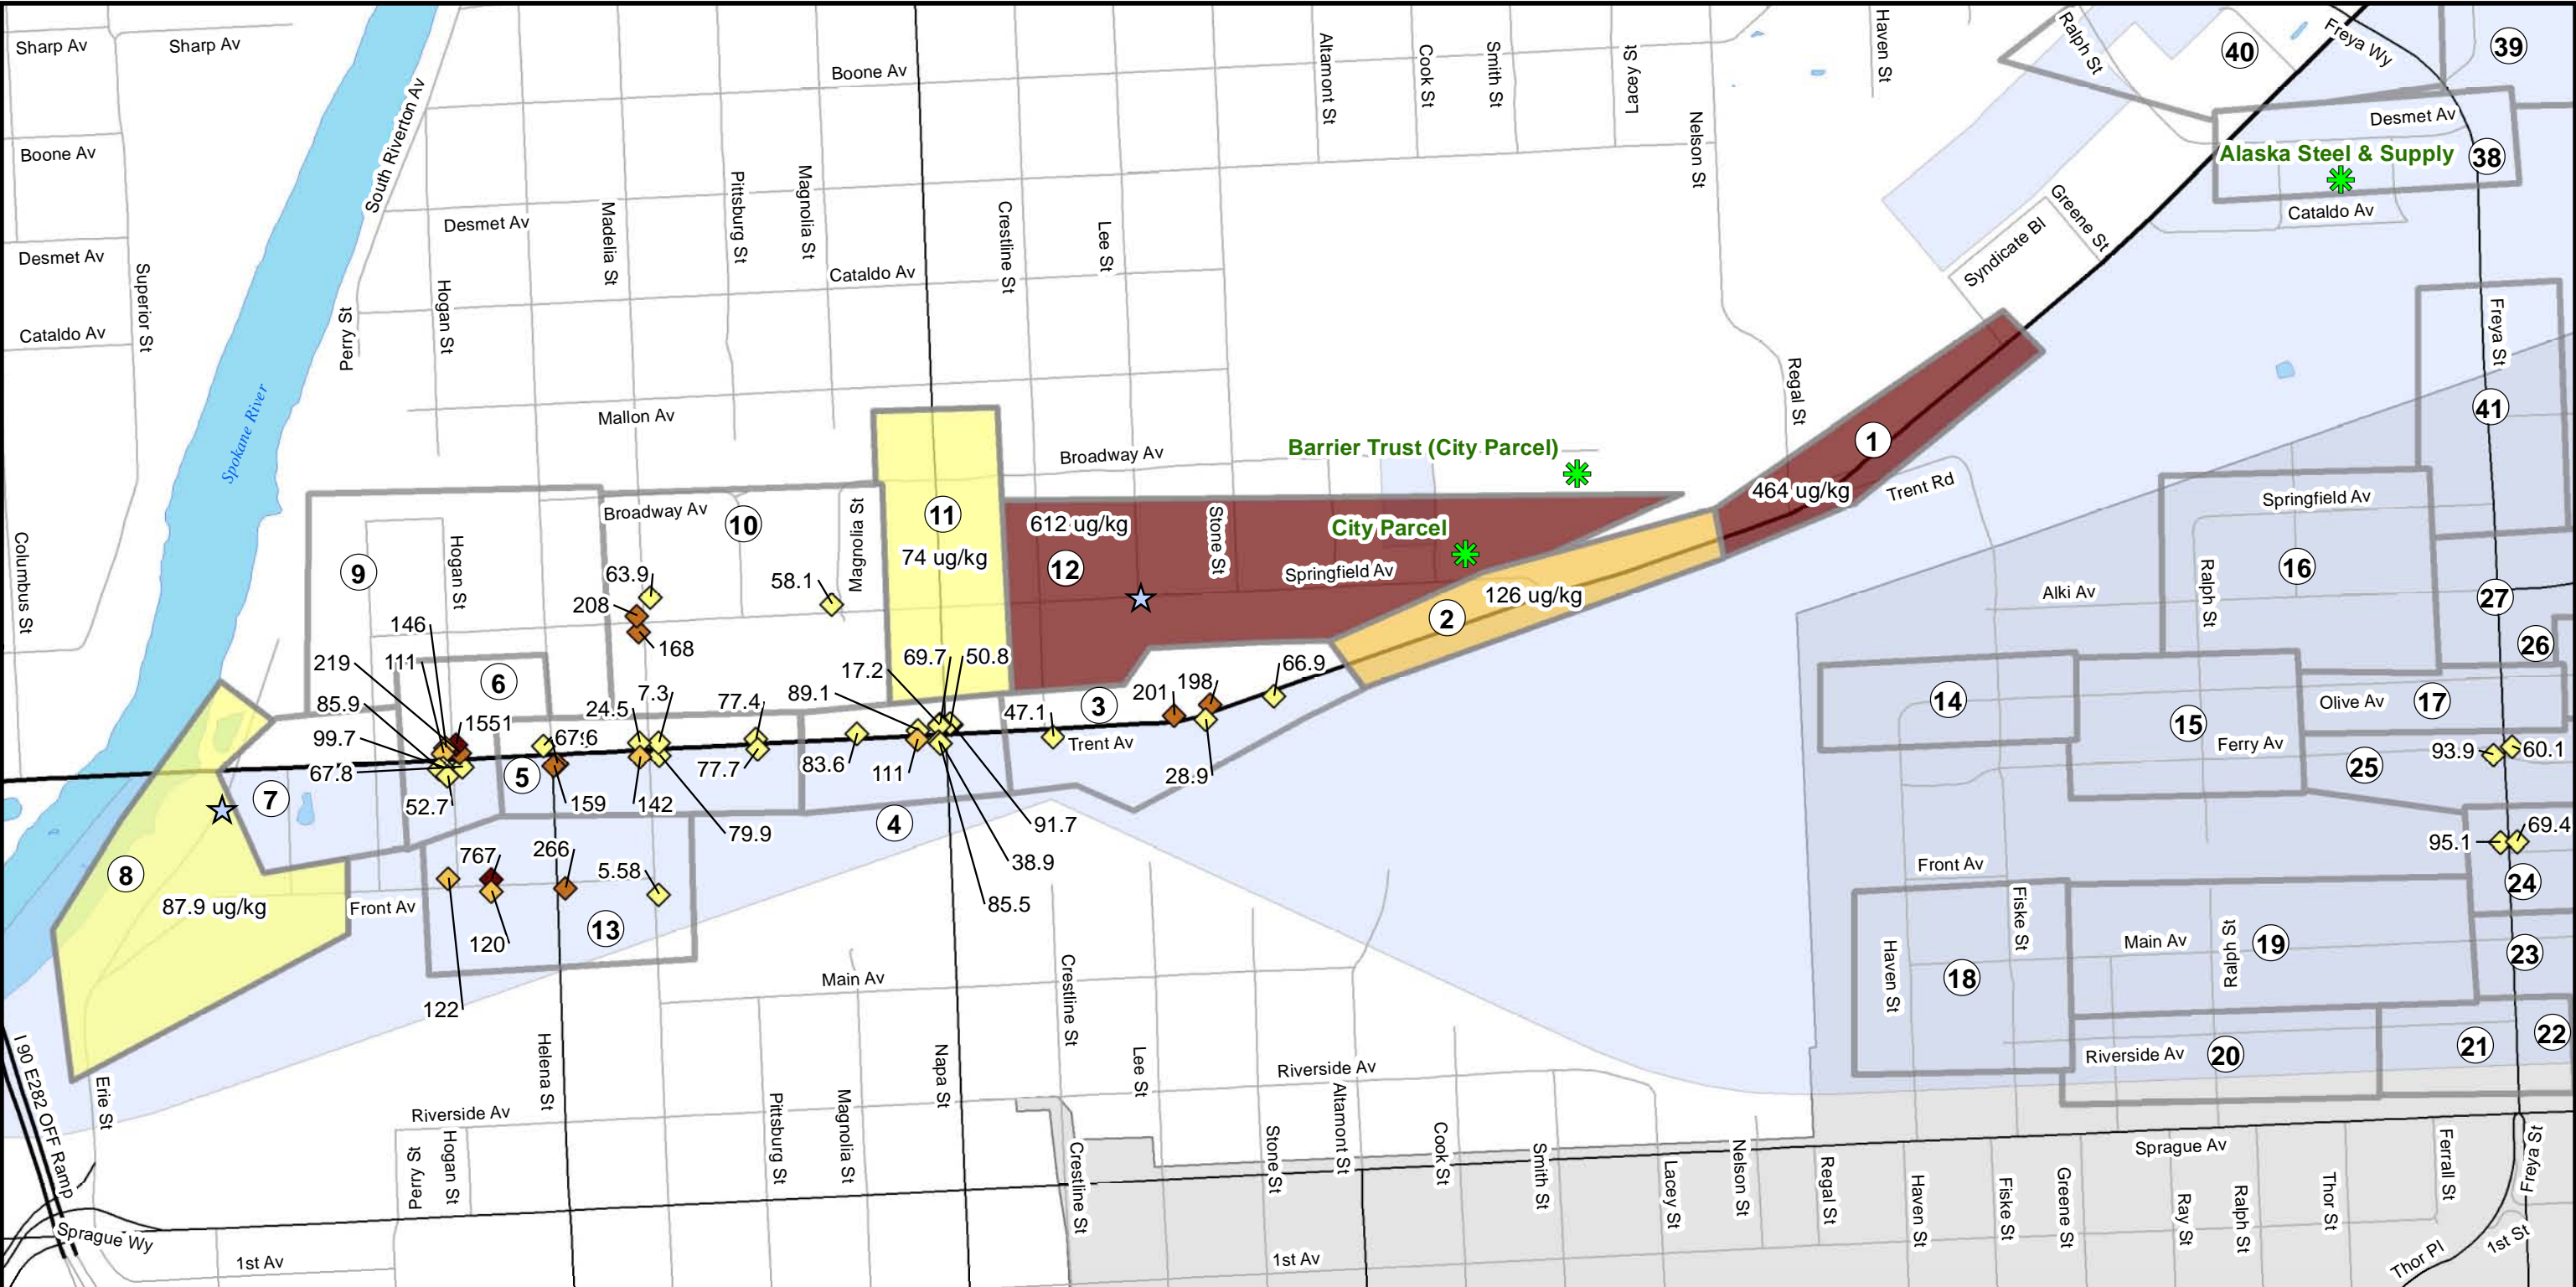 Sharp Av
Sharp Av
South Riverton Av
Boone Av
Altamont St
Cook St
Smith St
Lacey St
Haven St
Ralph St
40
Freya Wy
39
Boone Av
Nelson St
Desmet Av
Alaska Steel & Supply
38
Cataldo Av
Desmet Av
Superior St
Cataldo Av
Perry St
Hogan St
Desmet Av
Madelia St
Pittsburg St
Magnolia St
Cataldo Av
Crestline St
Lee St
Greene St
Syndicate Bl
Freya St
41
Spokane River
Mallon Av
Regal St
Broadway Av
Barrier Trust (City Parcel)
1
464 ug/kg
Trent Rd
Columbus St
9
Hogan St
Broadway Av
10
Magnolia St
11
74 ug/kg
612 ug/kg
12
Stone St
City Parcel
Springfield Av
2
126 ug/kg
Springfield Av
16
Ralph St
Alki Av
27
26
63.9
208
168
58.1
146
219
111
85.9
99.7
67.8
52.7
1551
6
7
5
67.6
159
24.5
7.3
142
79.9
77.4
77.7
83.6
89.1
111
17.2
69.7
50.8
91.7
38.9
85.5
4
47.1
3
Trent Av
201
198
28.9
66.9
14
15
Ferry Av
Olive Av
17
25
93.9
60.1
95.1
69.4
8
87.9 ug/kg
Front Av
767
266
5.58
120
122
13
Front Av
Fiske St
Haven St
18
Main Av
Ralph St
19
24
23
22
21
Riverside Av
20
Main Av
Crestline St
I 90 E282 OFF Ramp
Erie St
Helena St
Riverside Av
Perry St
Hogan St
Pittsburg St
Magnolia St
Napa St
Lee St
Riverside Av
Crestline St
Stone St
Altamont St
Cook St
Smith St
Lacey St
Nelson St
Regal St
Haven St
Fiske St
Greene St
Sprague Av
Ray St
Ralph St
Thor St
Ferrall St
Freya St
Sprague Wy
1st Av
1st Av
Thor Pl
1st St